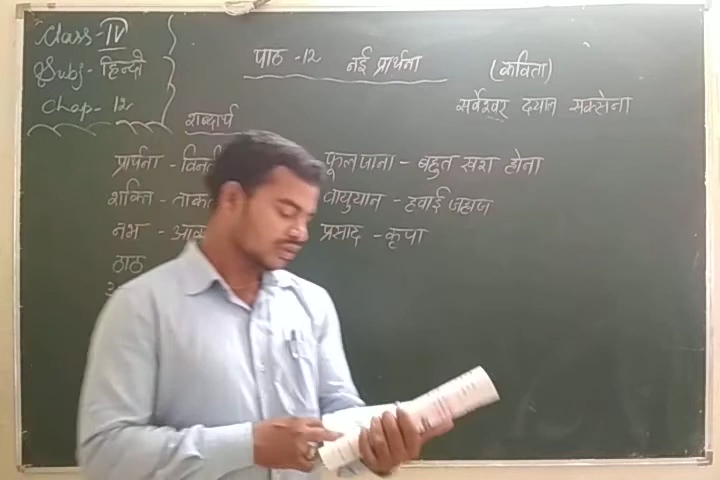 Class - IV
Subj - हिन्दी
Chap - 12
पाठ - 12 नई प्रार्थना (कविता)
सर्वेश्वर दयाल सक्सेना
शब्दार्थ
प्रार्थना - फूल जाना - बहुत खुश होना
शक्ति - वायुयान - हवाई जहाज
नभ - प्रसाद - कृपा
ठाठ